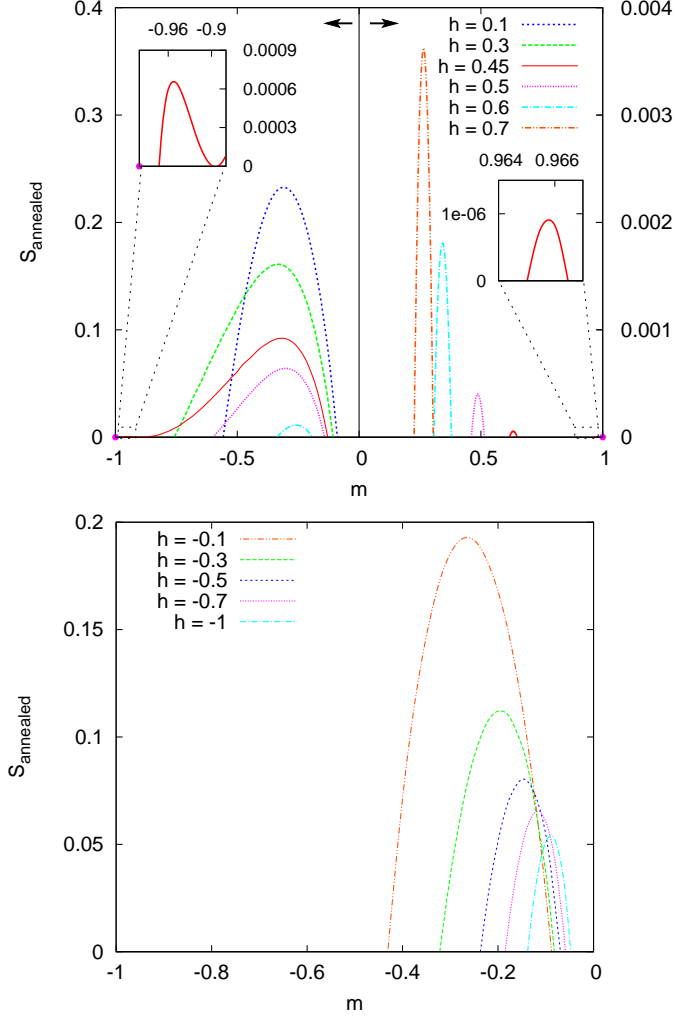 0.4
0.3
0.2
0.1
0
S_annealed
-0.96 -0.9
0.0009
0.0006
0.0003
0
h = 0.1
h = 0.3
h = 0.45
h = 0.5
h = 0.6
h = 0.7
0.964 0.966
1e-06
0
0.004
0.003
0.002
0.001
0
-1 -0.5 0 0.5 1
m
0.2
0.15
0.1
0.05
0
S_annealed
h = -0.1
h = -0.3
h = -0.5
h = -0.7
h = -1
-1 -0.8 -0.6 -0.4 -0.2 0
m